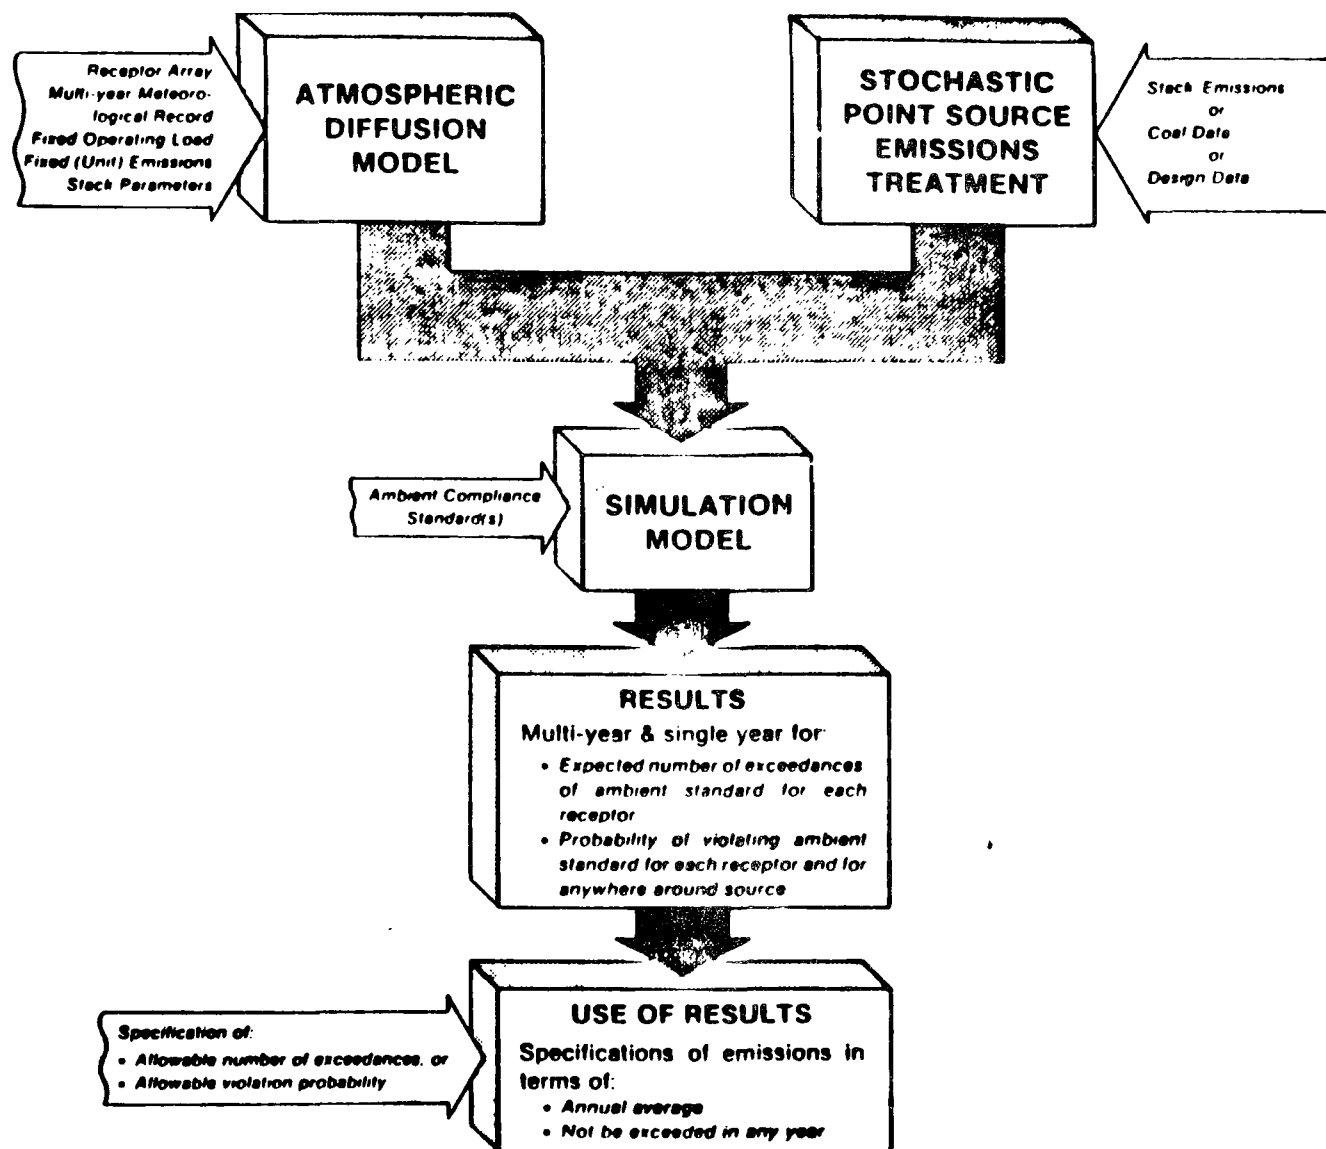 Receptor Array
Multi-year Meteoro-
logical Record
Fixed Operating Load
Fixed (Unit) Emissions
Stack Parameters
ATMOSPHERIC
DIFFUSION
MODEL
STOCHASTIC
POINT SOURCE
EMISSIONS
TREATMENT
Stack Emissions
or
Coal Data
or
Design Data
Ambient Compliance
Standard(s)
SIMULATION
MODEL
RESULTS
Multi-year & single year for:
• Expected number of exceedances
of ambient standard for each
receptor
• Probability of violating ambient
standard for each receptor and for
anywhere around source
Specification of:
• Allowable number of exceedances, or
• Allowable violation probability
USE OF RESULTS
Specifications of emissions in
terms of:
• Annual average
• Not be exceeded in any year